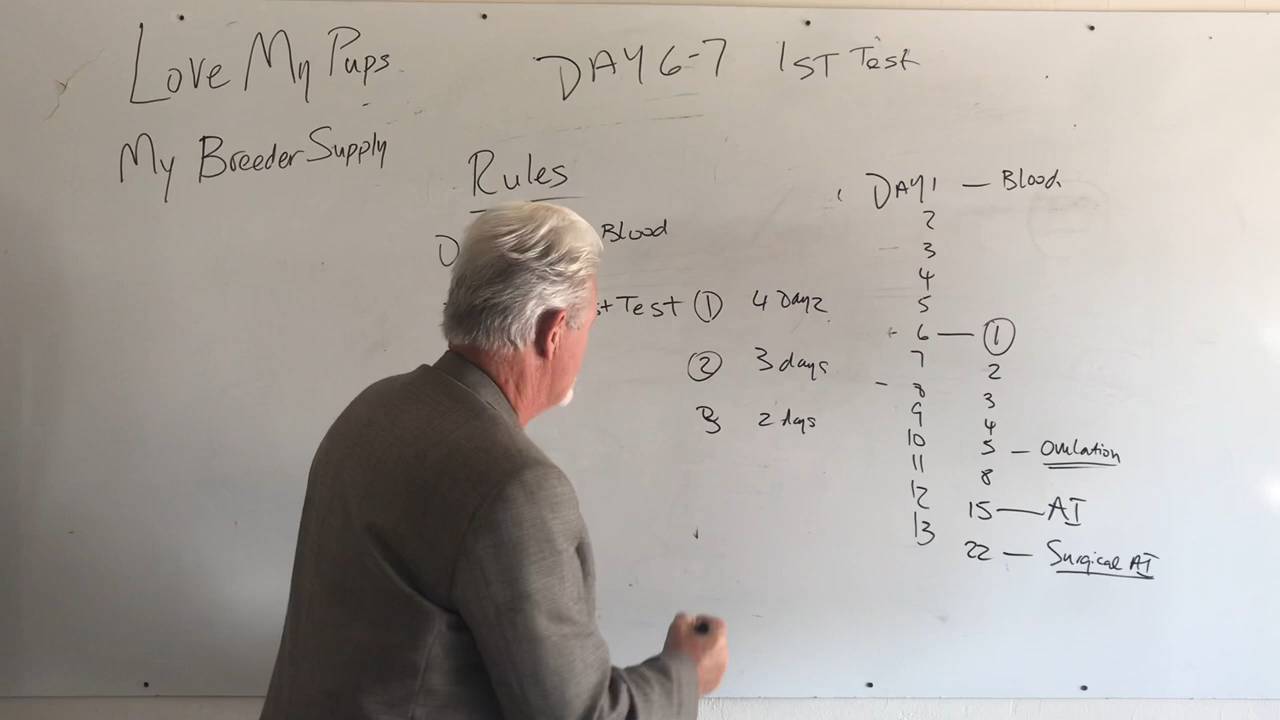 Love My Pups
DAY 6-7 1ST Test
My Breeder Supply
Rules
Blood
st Test ① 4 Dayz
② 3 days
3 2 days
DAY 1 — Blood
2
3
4
5
6 — ①
7 2
8 3
9 4
10 5 — Ovulation
11 8
12 15 — AI
13 22 — Surgical AI